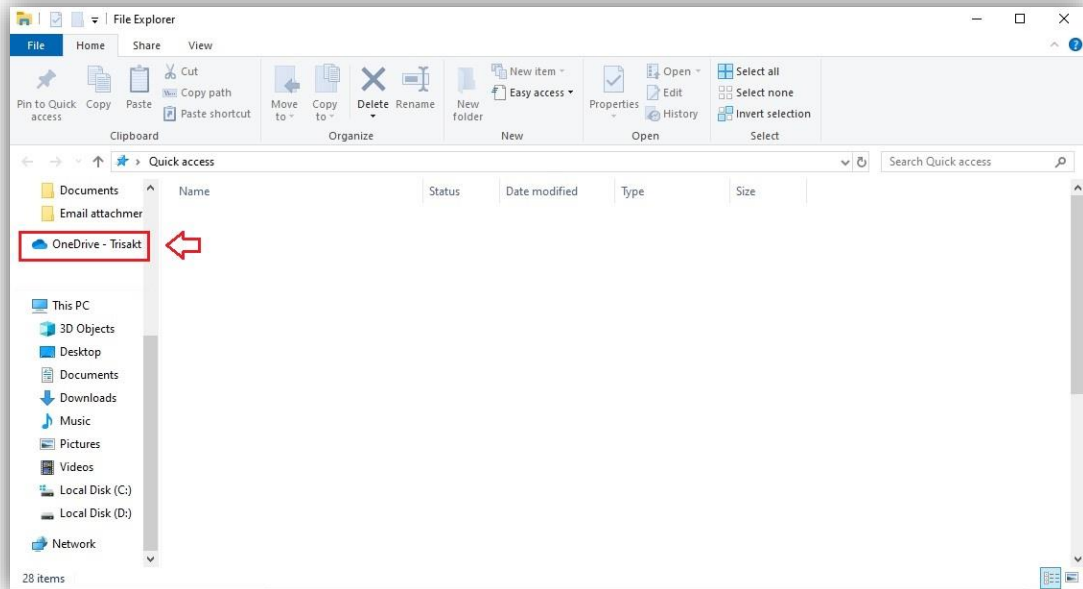 File Explorer
File Home Share View
Pin to Quick access
Copy
Paste
Cut
Copy path
Paste shortcut
Clipboard
Move to
Copy to
Delete
Rename
Organize
New folder
New item
Easy access
New
Properties
Open
Edit
History
Open
Select all
Select none
Invert selection
Select
Quick access
Search Quick access
Name Status Date modified Type Size
Documents
Email attachmer
OneDrive - Trisakt
This PC
3D Objects
Desktop
Documents
Downloads
Music
Pictures
Videos
Local Disk (C:)
Local Disk (D:)
Network
28 items